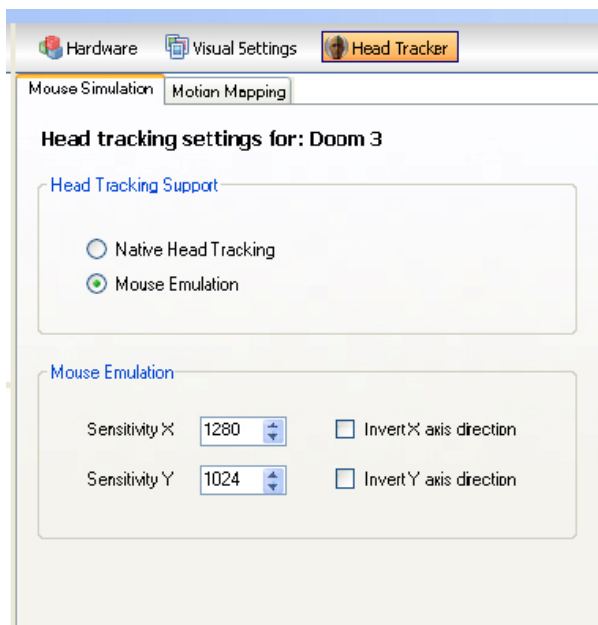 Hardware Visual Settings Head Tracker
Mouse Simulation Motion Mapping
Head tracking settings for: Doom 3
Head Tracking Support
Native Head Tracking
Mouse Emulation
Mouse Emulation
Sensitivity X 1280 Invert X axis direction
Sensitivity Y 1024 Invert Y axis direction